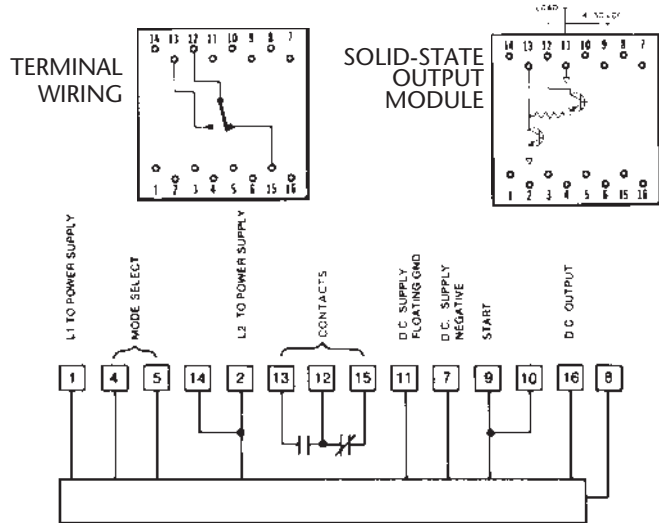 LOAD
14 13 12 11 10 9 8 7
TERMINAL
WIRING
1 2 3 4 5 6 15 16
14 13 12 11 10 9 8 7
SOLID-STATE
OUTPUT
MODULE
1 2 3 4 5 6 15 16
L1 TO POWER SUPPLY
MODE SELECT
L2 TO POWER SUPPLY
CONTACTS
D.C. SUPPLY
FLOATING GND
D.C. SUPPLY
NEGATIVE
START
D.C. OUTPUT
1 4 5 14 2 13 12 15 11 7 9 10 16 8